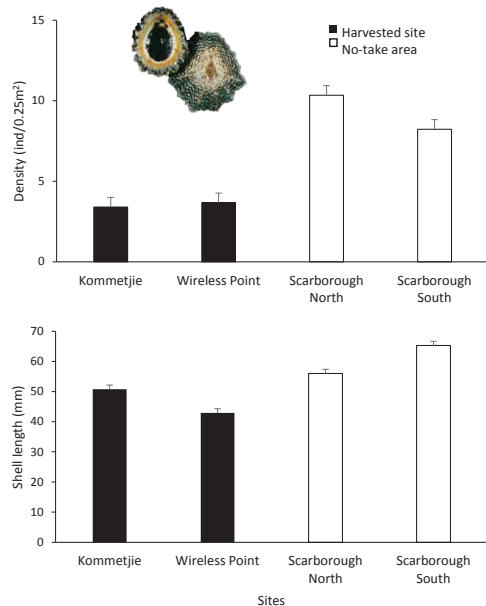 15
10
5
0
Density (ind/0.25m²)
Harvested site
No-take area
Kommetjie
Wireless Point
Scarborough
North
Scarborough
South
70
60
50
40
30
20
10
0
Shell length (mm)
Kommetjie
Wireless Point
Scarborough
North
Scarborough
South
Sites